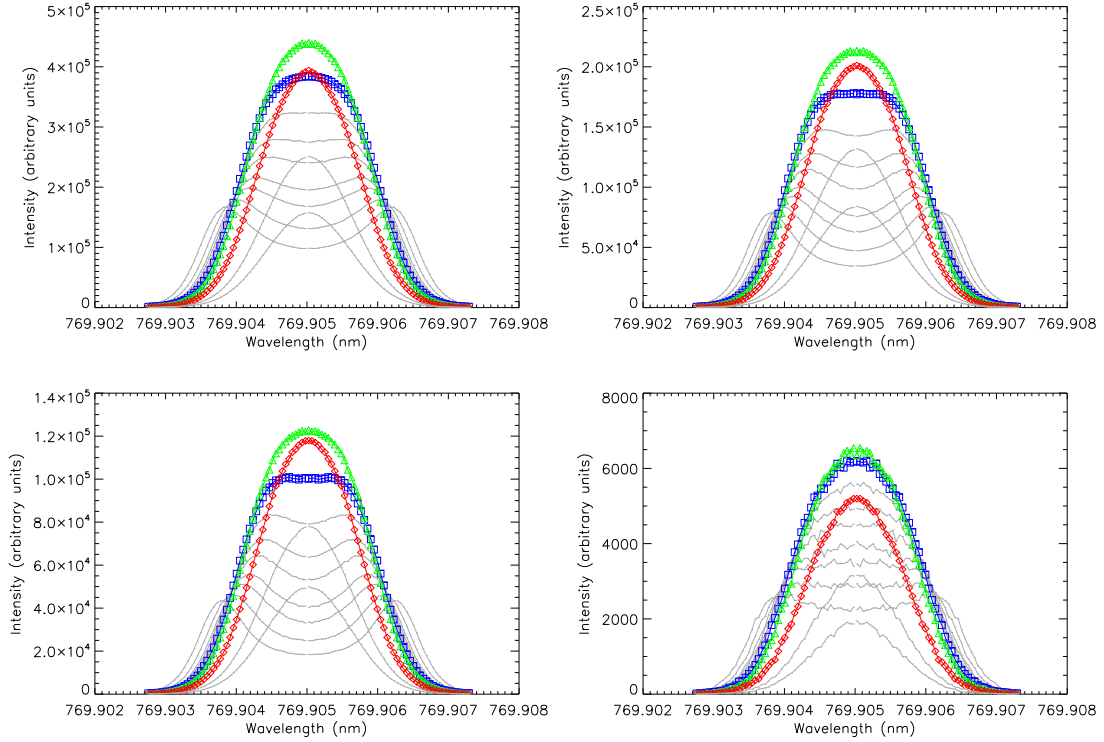 5×10⁵
4×10⁵
3×10⁵
2×10⁵
1×10⁵
0
Intensity (arbitrary units)
769.902 769.903 769.904 769.905 769.906 769.907 769.908
Wavelength (nm)
2.5×10⁵
2.0×10⁵
1.5×10⁵
1.0×10⁵
5.0×10⁴
0
Intensity (arbitrary units)
769.902 769.903 769.904 769.905 769.906 769.907 769.908
Wavelength (nm)
1.4×10⁵
1.2×10⁵
1.0×10⁵
8.0×10⁴
6.0×10⁴
4.0×10⁴
2.0×10⁴
0
Intensity (arbitrary units)
769.902 769.903 769.904 769.905 769.906 769.907 769.908
Wavelength (nm)
8000
6000
4000
2000
0
Intensity (arbitrary units)
769.902 769.903 769.904 769.905 769.906 769.907 769.908
Wavelength (nm)